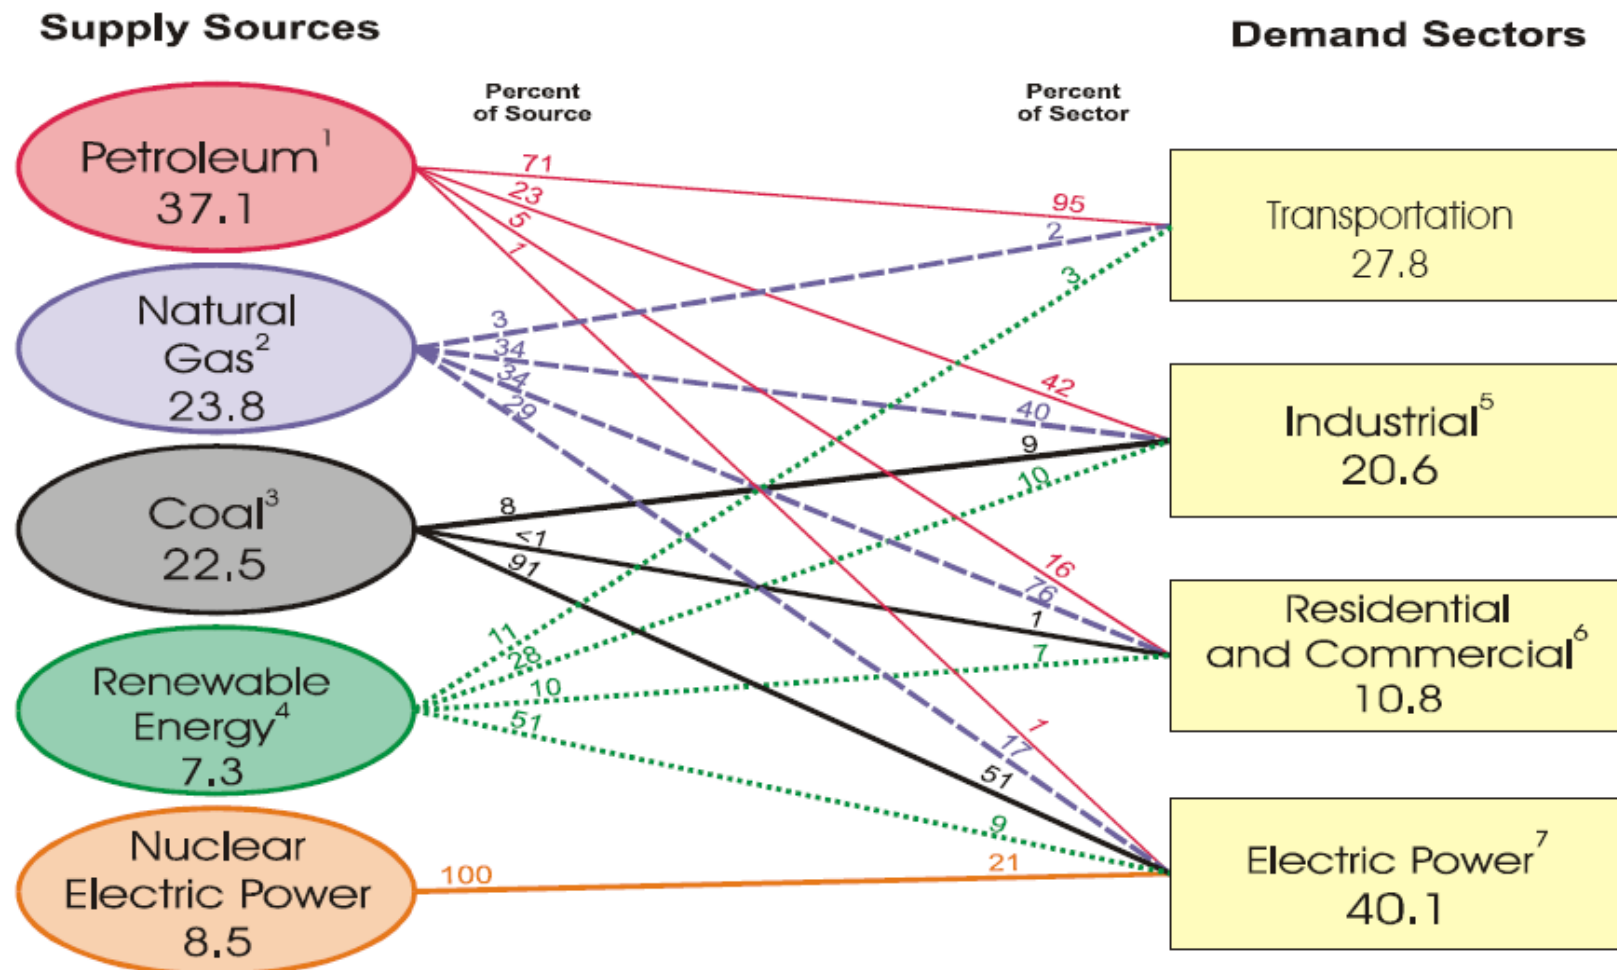 Supply Sources
Demand Sectors
Percent
of Source
Percent
of Sector
Petroleum¹
37.1
Natural
Gas²
23.8
Coal³
22.5
Renewable
Energy⁴
7.3
Nuclear
Electric Power
8.5
71
23
5
1
3
34
34
29
8
<1
91
11
28
10
51
100
95
2
3
42
40
9
10
16
76
1
7
1
17
51
9
21
Transportation
27.8
Industrial⁵
20.6
Residential
and Commercial⁶
10.8
Electric Power⁷
40.1